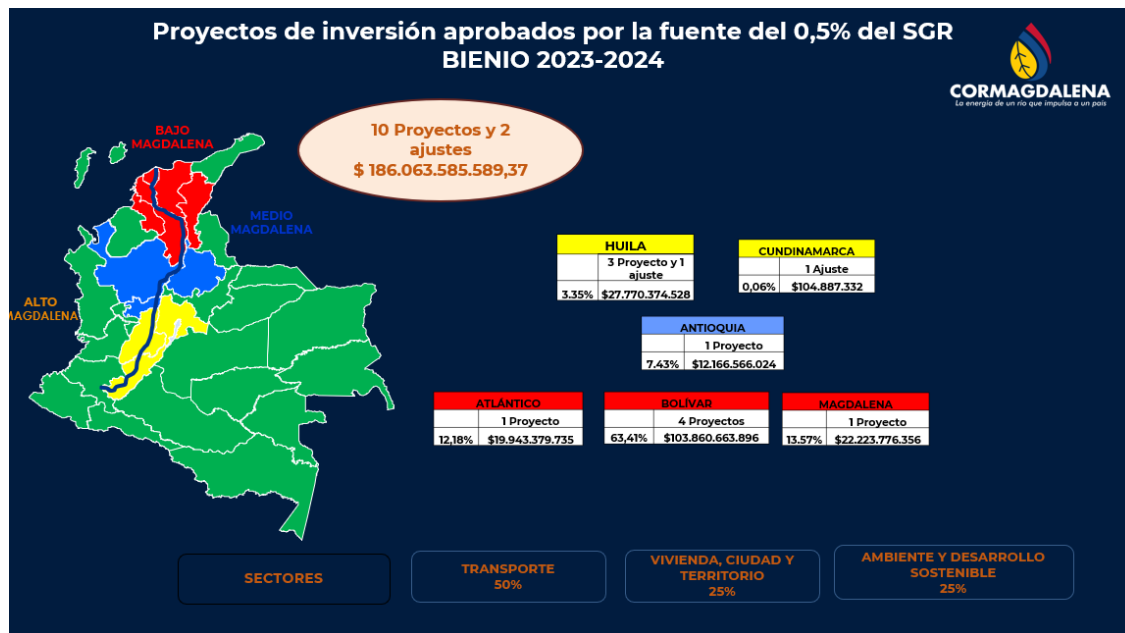 Proyectos de inversión aprobados por la fuente del 0,5% del SGR
BIENIO 2023-2024
CORMAGDALENA
La energía de un río que impulsa a un país
10 Proyectos y 2
ajustes
$ 186.063.585.589,37
BAJO
MAGDALENA
MEDIO
MAGDALENA
ALTO
MAGDALENA
HUILA
3 Proyecto y 1
ajuste
3.35% $27.770.374.528
CUNDINAMARCA
1 Ajuste
0,06% $104.887.332
ANTIOQUIA
1 Proyecto
7.43% $12.166.566.024
ATLÁNTICO
1 Proyecto
12,18% $19.943.379.735
BOLÍVAR
4 Proyectos
63,41% $103.860.663.896
MAGDALENA
1 Proyecto
13.57% $22.223.776.356
SECTORES
TRANSPORTE
50%
VIVIENDA, CIUDAD Y
TERRITORIO
25%
AMBIENTE Y DESARROLLO
SOSTENIBLE
25%